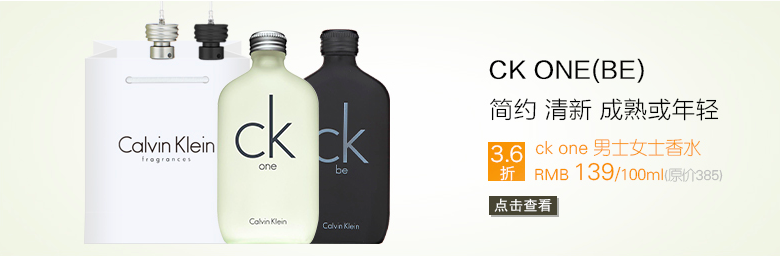 Calvin Klein
fragrances
ck
one
Calvin Klein
ck
be
Calvin Klein
CK ONE(BE)
简约 清新 成熟或年轻
3.6
折
ck one 男士女士香水
RMB 139/100ml(原价385)
点击查看